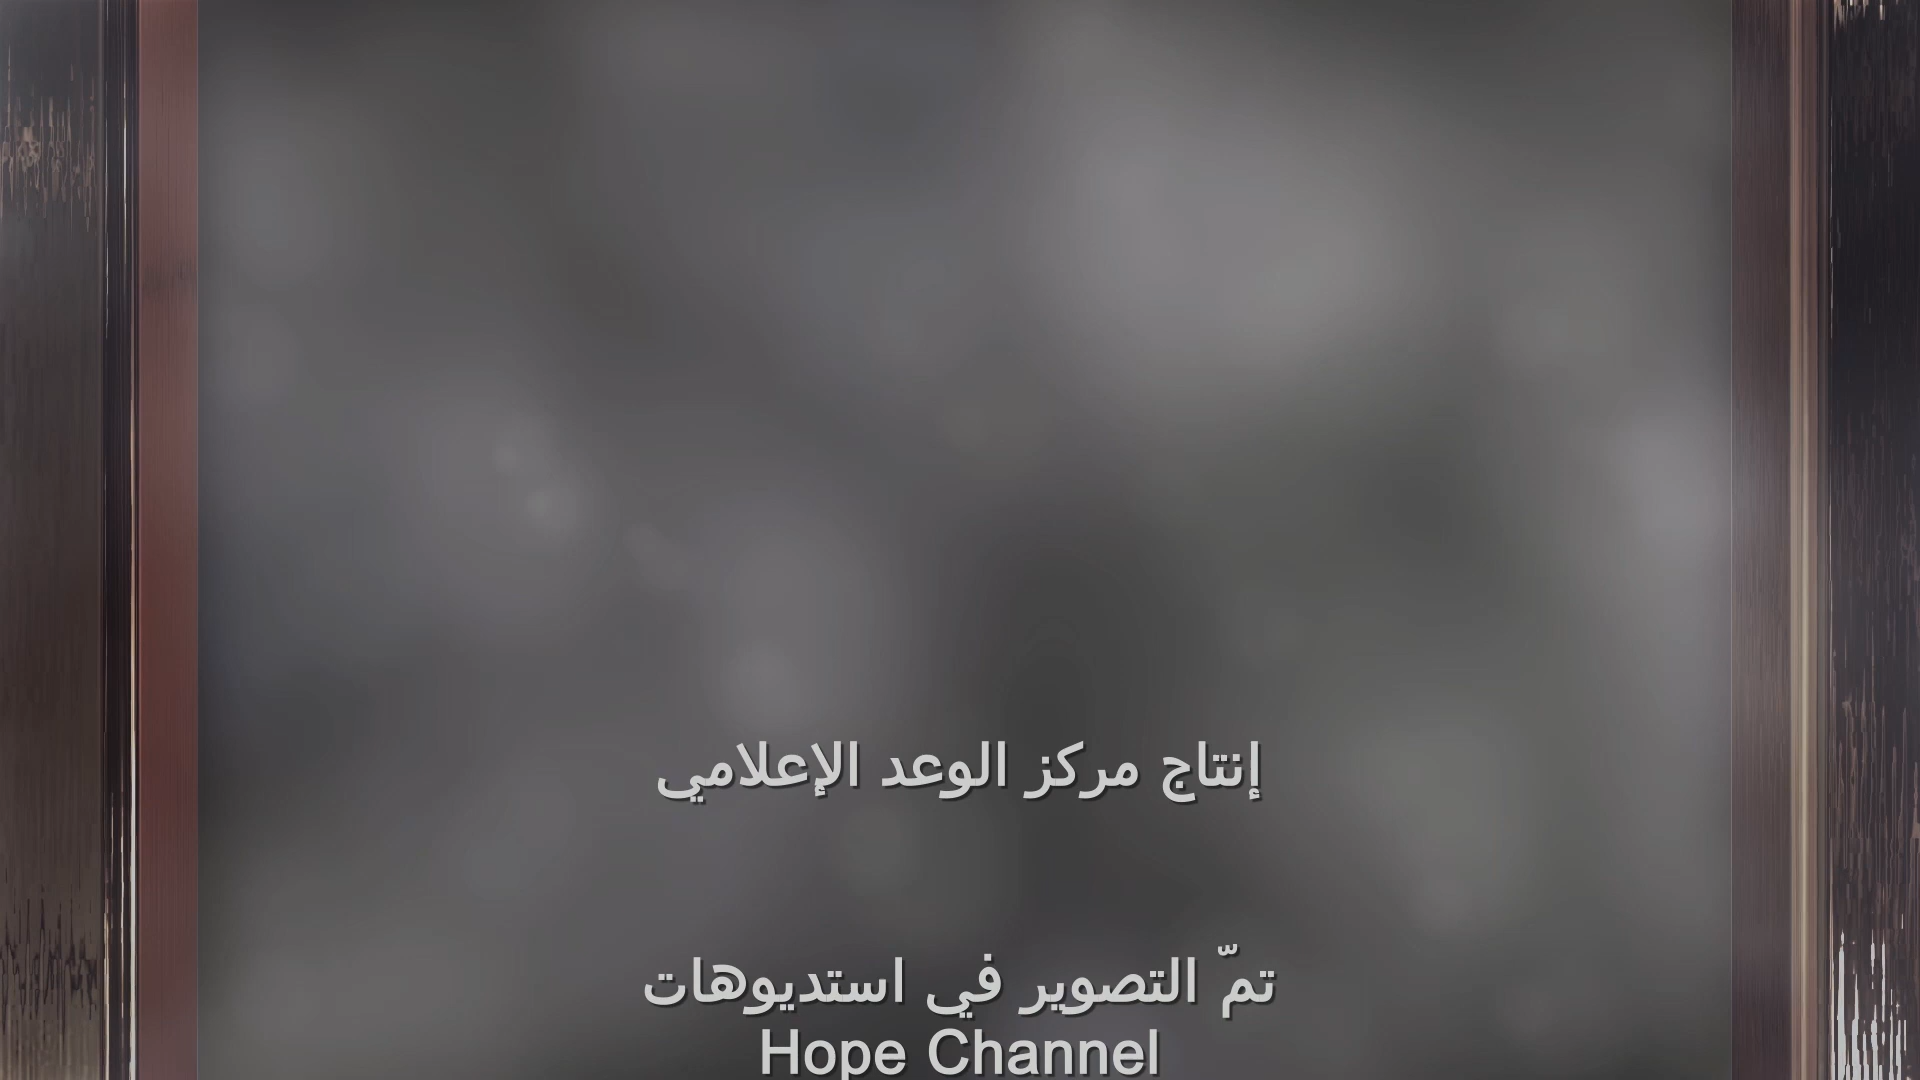 إنتاج مركز الوعد الإعلامي
تمّ التصوير في استديوهات
Hope Channel